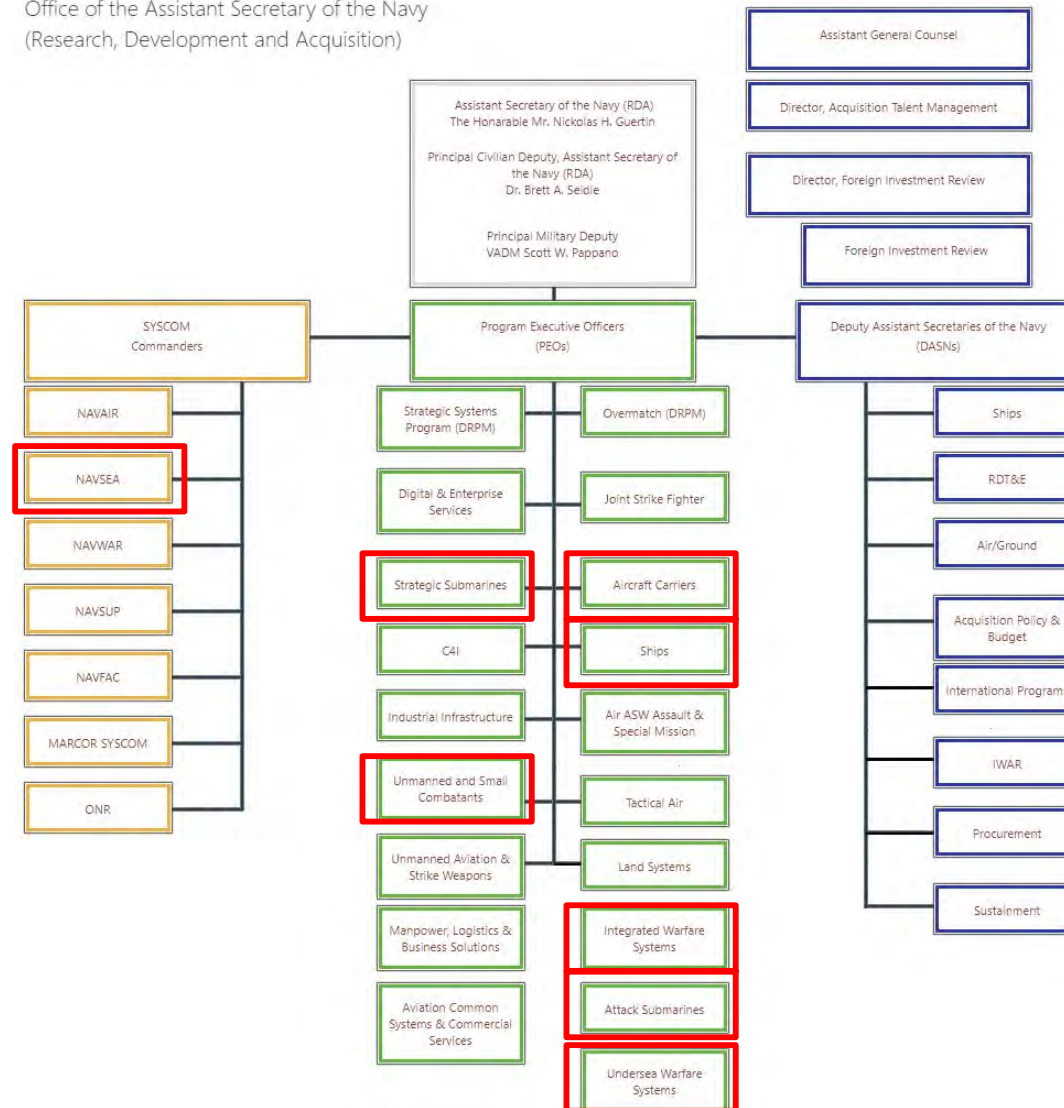 Office of the Assistant Secretary of the Navy
(Research, Development and Acquisition)
Assistant General Counsel
Director, Acquisition Talent Management
Director, Foreign Investment Review
Foreign Investment Review
Assistant Secretary of the Navy (RDA)
The Honarable Mr. Nickolas H. Guertin
Principal Civilian Deputy, Assistant Secretary of
the Navy (RDA)
Dr. Brett A. Seidle
Principal Military Deputy
VADM Scott W. Pappano
SYSCOM
Commanders
NAVAIR
NAVSEA
NAVWAR
NAVSUP
NAVFAC
MARCOR SYSCOM
ONR
Program Executive Officers
(PEOs)
Strategic Systems
Program (DRPM)
Overmatch (DRPM)
Digital & Enterprise
Services
Joint Strike Fighter
Strategic Submarines
Aircraft Carriers
C4I
Ships
Industrial Infrastructure
Air ASW Assault &
Special Mission
Unmanned and Small
Combatants
Tactical Air
Unmanned Aviation &
Strike Weapons
Land Systems
Manpower, Logistics &
Business Solutions
Integrated Warfare
Systems
Aviation Common
Systems & Commercial
Services
Attack Submarines
Undersea Warfare
Systems
Deputy Assistant Secretaries of the Navy
(DASNs)
Ships
RDT&E
Air/Ground
Acquisition Policy &
Budget
International Program
IWAR
Procurement
Sustainment